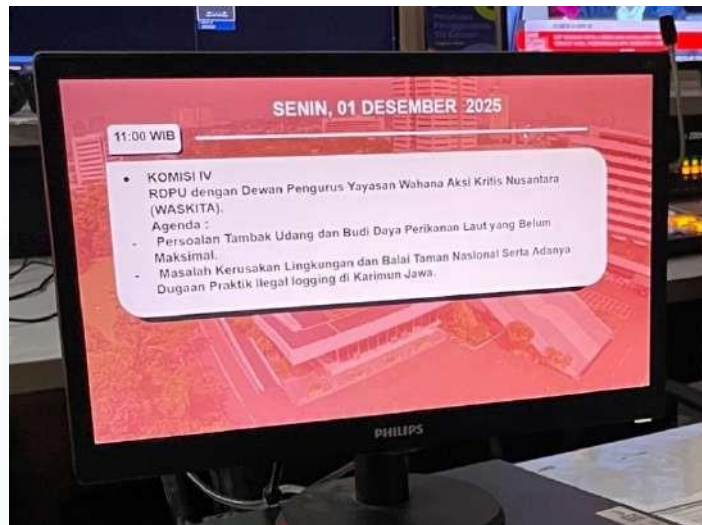 SENIN, 01 DESEMBER 2025
11:00 WIB
• KOMISI IV
RDPU dengan Dewan Pengurus Yayasan Wahana Aksi Kritis Nusantara
(WASKITA).
Agenda :
- Persoalan Tambak Udang dan Budi Daya Perikanan Laut yang Belum
Maksimal.
- Masalah Kerusakan Lingkungan dan Balai Taman Nasional Serta Adanya
Dugaan Praktik Ilegal logging di Karimun Jawa.
PHILIPS